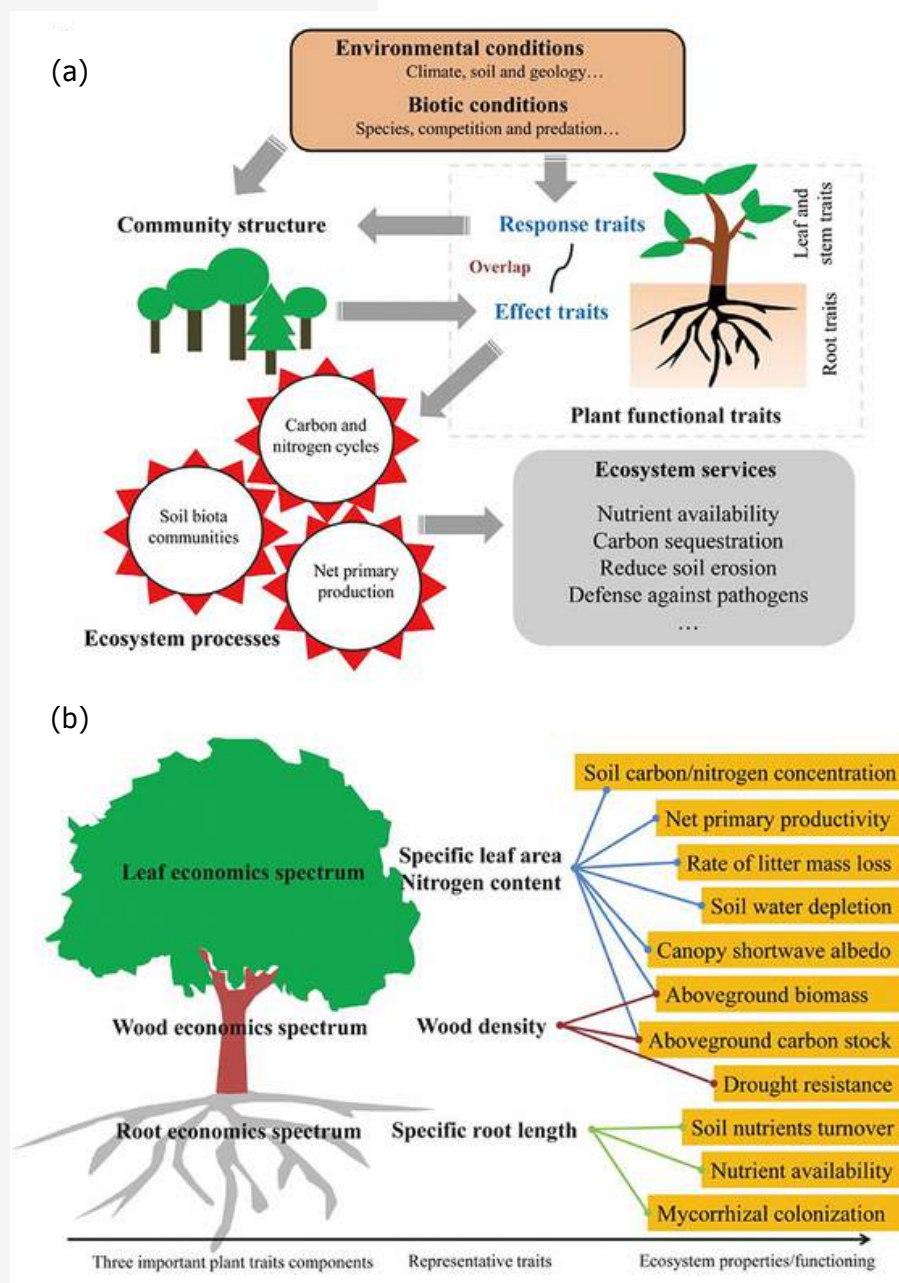 (a)
Environmental conditions
Climate, soil and geology…
Biotic conditions
Species, competition and predation…
Community structure
Response traits
Overlap
Effect traits
Leaf and
stem traits
Root traits
Plant functional traits
Carbon and
nitrogen cycles
Soil biota
communities
Net primary
production
Ecosystem processes
Ecosystem services
Nutrient availability
Carbon sequestration
Reduce soil erosion
Defense against pathogens
…
(b)
Leaf economics spectrum
Wood economics spectrum
Root economics spectrum
Specific leaf area
Nitrogen content
Wood density
Specific root length
Soil carbon/nitrogen concentration
Net primary productivity
Rate of litter mass loss
Soil water depletion
Canopy shortwave albedo
Aboveground biomass
Aboveground carbon stock
Drought resistance
Soil nutrients turnover
Nutrient availability
Mycorrhizal colonization
Three important plant traits components
Representative traits
Ecosystem properties/functioning